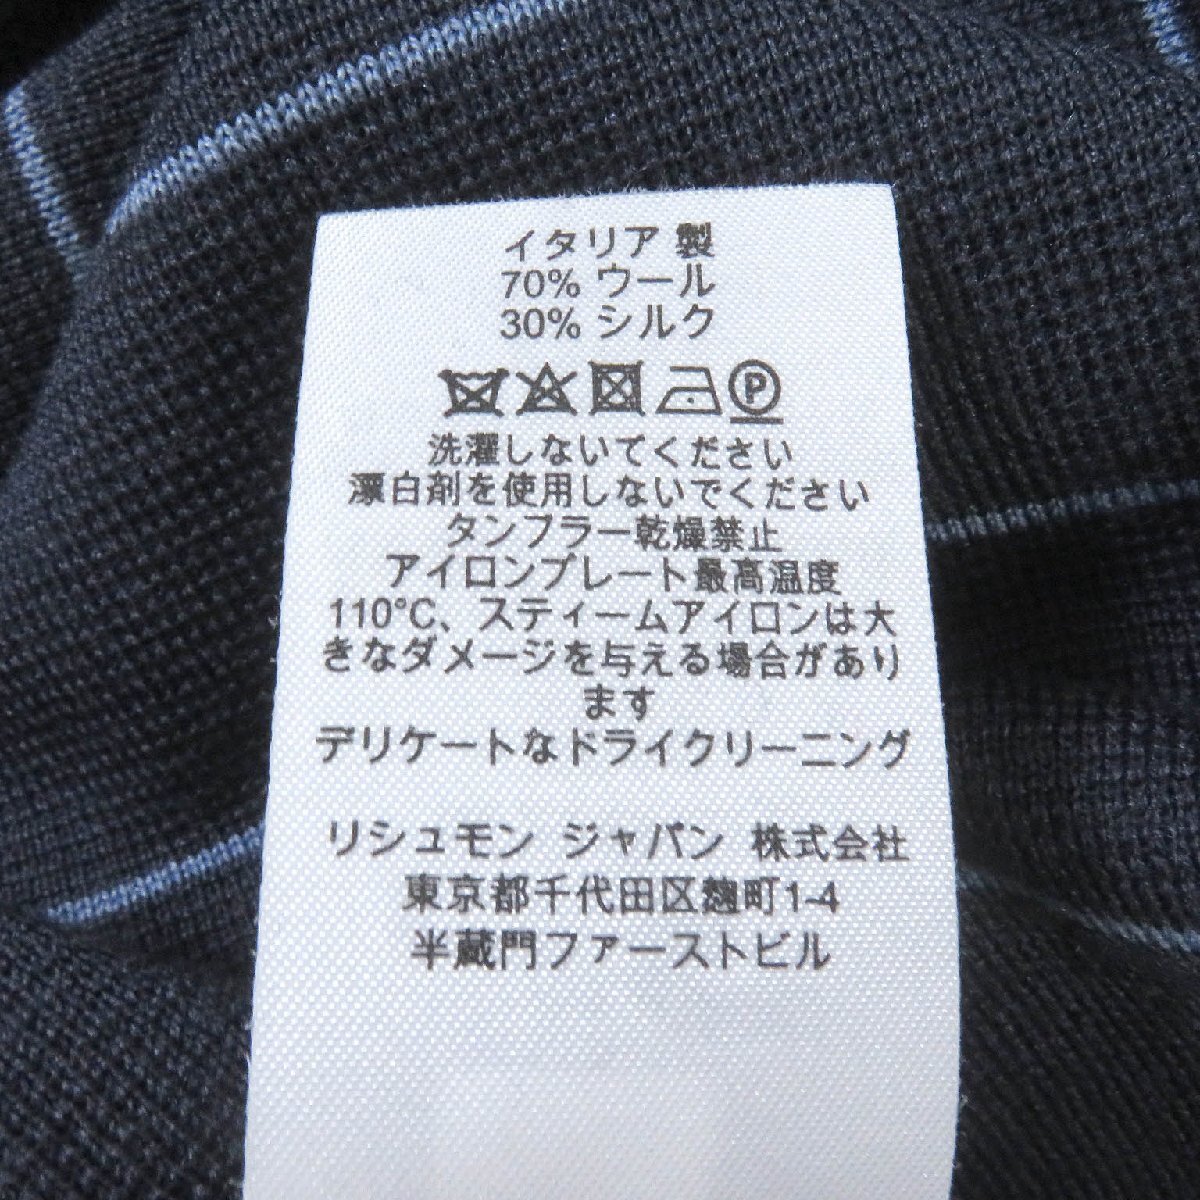 イタリア 製
70% ウール
30% シルク
P
洗濯しないてください
漂白剤を使用しないでください
タンブラー乾燥禁止
アイロンプレート最高温度
110°C、スティームアイロンは大
きなダメージを与える場合があり
ます
デリケートなドライクリーニング
リシュモン ジャパン 株式会社
東京都千代田区麹町1-4
半蔵門ファーストビル